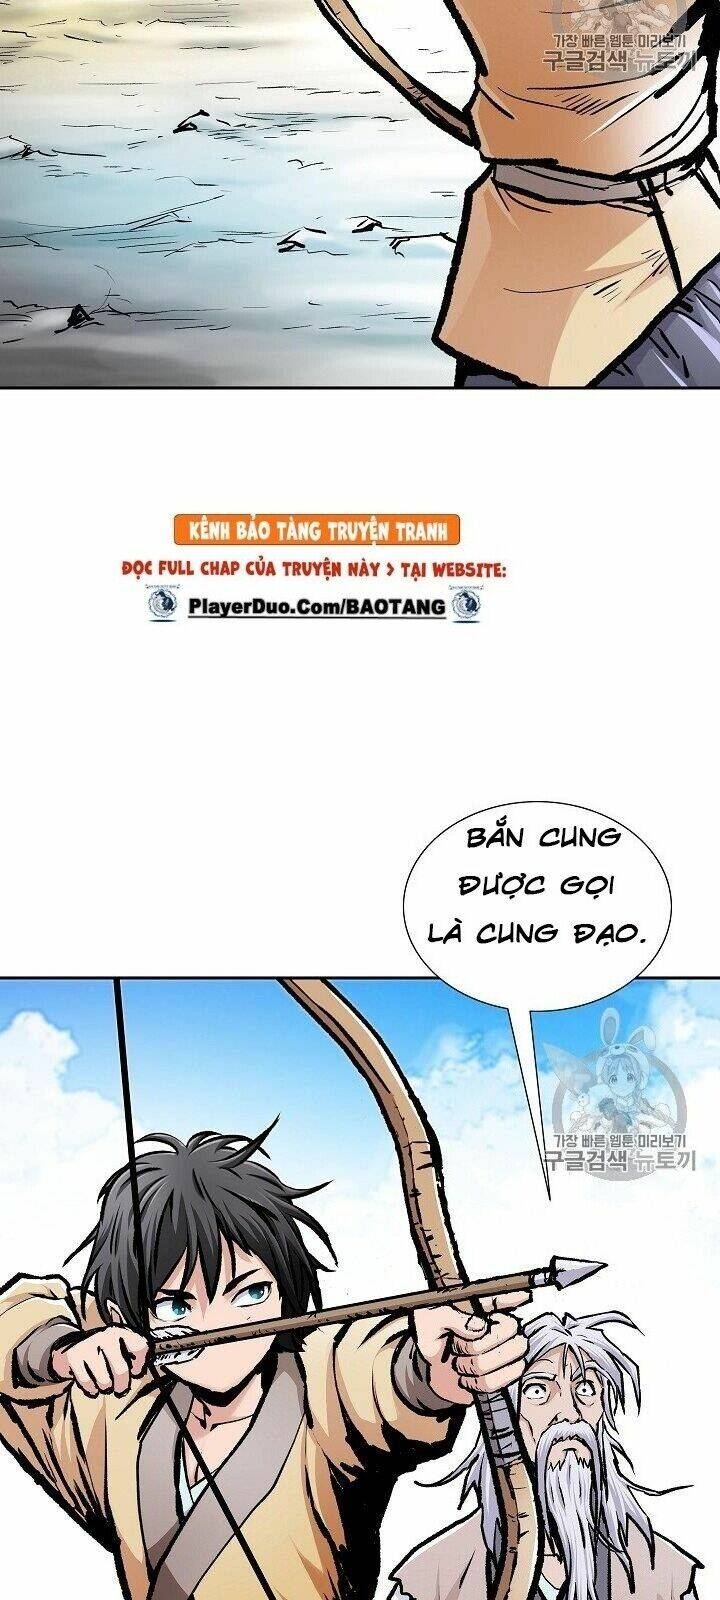 가장 빠른 웹툰 미리보기
구글검색 뉴토끼
KÊNH BẢO TÀNG TRUYỆN TRANH
ĐỌC FULL CHAP CỦA TRUYỆN NÀY > TẠI WEBSITE:
PlayerDuo.Com/BAOTANG
BẮN CUNG
ĐƯỢC GỌI
LÀ CUNG ĐẠO.
가장 빠른 웹툰 미리보기
구글검색 뉴토끼